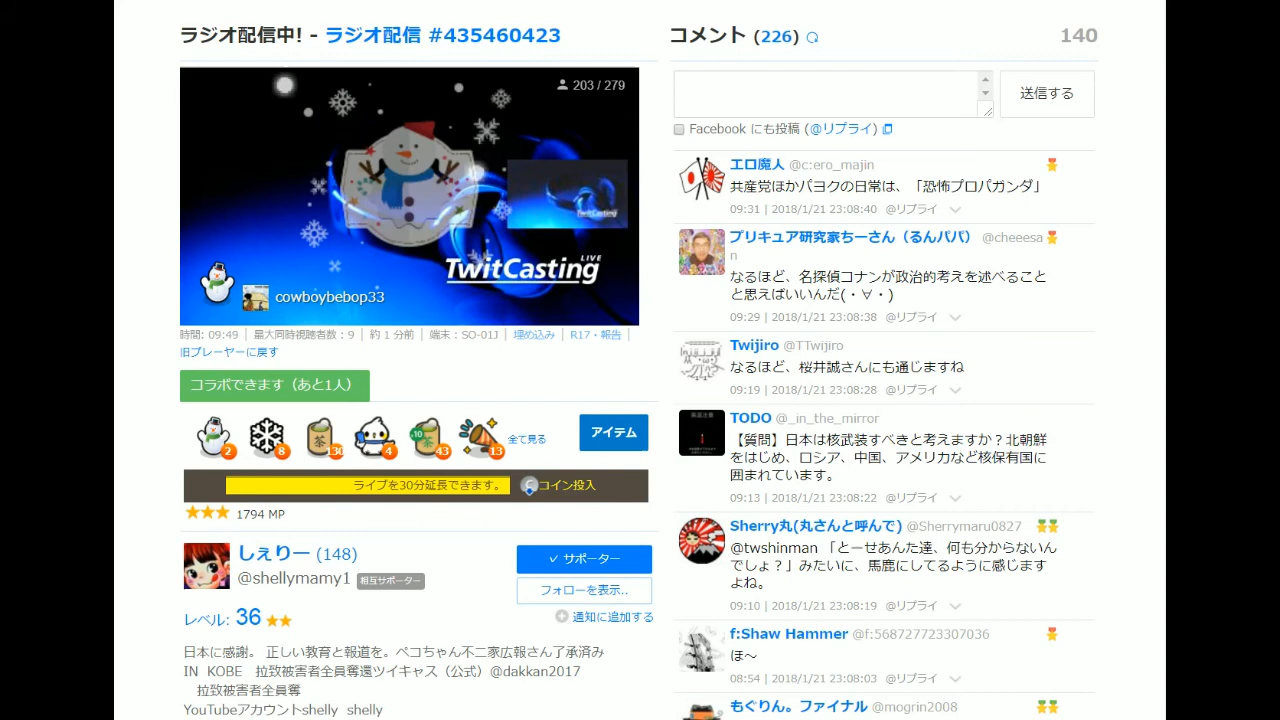 ラジオ配信中! - ラジオ配信 #435460423
203 / 279
TwitCasting LIVE
TwitCasting
cowboybebop33
時間: 09:49 | 最大同時視聴者数 : 9 | 約 1 分前 | 端末 : SO-01J | 埋め込み | R17・報告 |
旧プレーヤーに戻す
コラボできます（あと1人）
2
8
茶 130
4
×10 茶 43
13
全て見る
アイテム
ライブを30分延長できます。
C コイン投入
1794 MP
しぇりー (148)
@shellymamy1 相互サポーター
✓ サポーター
フォローを表示..
レベル: 36
通知に追加する
日本に感謝。 正しい教育と報道を。ペコちゃん不二家広報さん了承済み
IN KOBE 拉致被害者全員奪還ツイキャス（公式）@dakkan2017
拉致被害者全員奪
YouTubeアカウントshelly shelly
コメント (226)
140
送信する
Facebook にも投稿 (@リプライ)
エロ魔人 @c:ero_majin
共産党ほかパヨクの日常は、「恐怖プロパガンダ」
09:31 | 2018/1/21 23:08:40 @リプライ
プリキュア研究家ちーさん（るんパパ） @cheeesa
n
なるほど、名探偵コナンが政治的考えを述べること
と思えばいいんだ(・∀・)
09:29 | 2018/1/21 23:08:38 @リプライ
Twijiro @TTwijiro
なるほど、桜井誠さんにも通じますね
09:19 | 2018/1/21 23:08:28 @リプライ
TODO @_in_the_mirror
【質問】日本は核武装すべきと考えますか？北朝鮮
をはじめ、ロシア、中国、アメリカなど核保有国に
囲まれています。
09:13 | 2018/1/21 23:08:22 @リプライ
Sherry丸(丸さんと呼んで) @Sherrymaru0827
@twshinman 「とーせあんた達、何も分からないん
でしょ？」みたいに、馬鹿にしてるように感じます
よね。
09:10 | 2018/1/21 23:08:19 @リプライ
f:Shaw Hammer @f:568727723307036
ほ〜
08:54 | 2018/1/21 23:08:03 @リプライ
もぐりん。ファイナル @mogrin2008